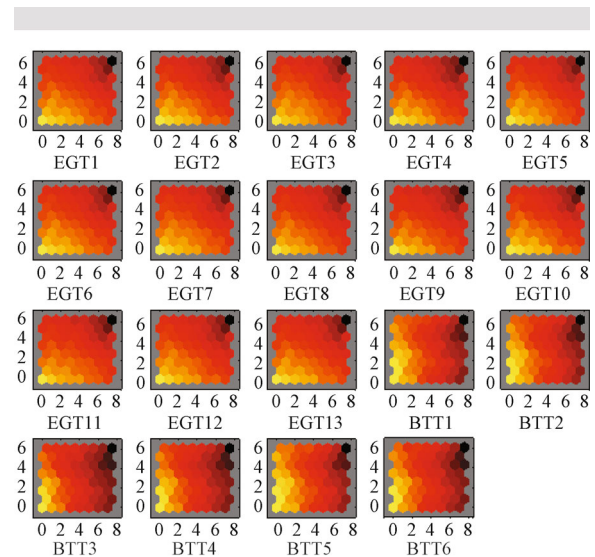 6 6 6 6 6
4 4 4 4 4
2 2 2 2 2
0 0 0 0 0
0 2 4 6 8 0 2 4 6 8 0 2 4 6 8 0 2 4 6 8 0 2 4 6 8
EGT1 EGT2 EGT3 EGT4 EGT5
6 6 6 6 6
4 4 4 4 4
2 2 2 2 2
0 0 0 0 0
0 2 4 6 8 0 2 4 6 8 0 2 4 6 8 0 2 4 6 8 0 2 4 6 8
EGT6 EGT7 EGT8 EGT9 EGT10
6 6 6 6 6
4 4 4 4 4
2 2 2 2 2
0 0 0 0 0
0 2 4 6 8 0 2 4 6 8 0 2 4 6 8 0 2 4 6 8 0 2 4 6 8
EGT11 EGT12 EGT13 BTT1 BTT2
6 6 6 6
4 4 4 4
2 2 2 2
0 0 0 0
0 2 4 6 8 0 2 4 6 8 0 2 4 6 8 0 2 4 6 8
BTT3 BTT4 BTT5 BTT6